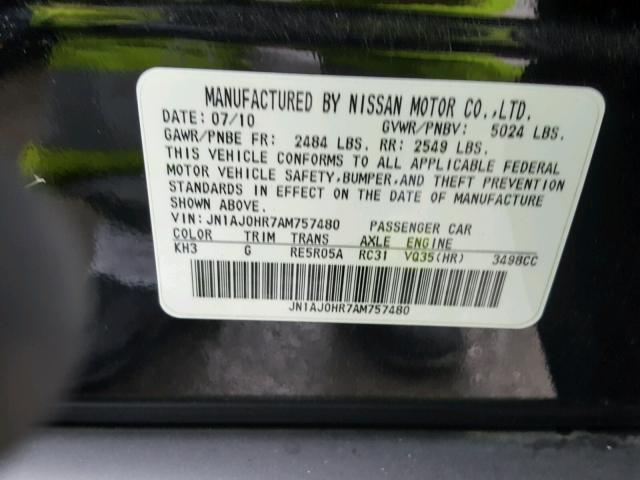 MANUFACTURED BY NISSAN MOTOR CO.,LTD.
DATE: 07/10 GVWR/PNBV: 5024 LBS.
GAWR/PNBE FR: 2484 LBS. RR: 2549 LBS.
THIS VEHICLE CONFORMS TO ALL APPLICABLE FEDERAL
MOTOR VEHICLE SAFETY,BUMPER,AND THEFT PREVENTION
STANDARDS IN EFFECT ON THE DATE OF MANUFACTURE
SHOWN ABOVE.
VIN: JN1AJ0HR7AM757480 PASSENGER CAR
COLOR TRIM TRANS AXLE ENGINE
KH3 G RE5R05A RC31 VQ35(HR) 3498CC
JN1AJ0HR7AM757480